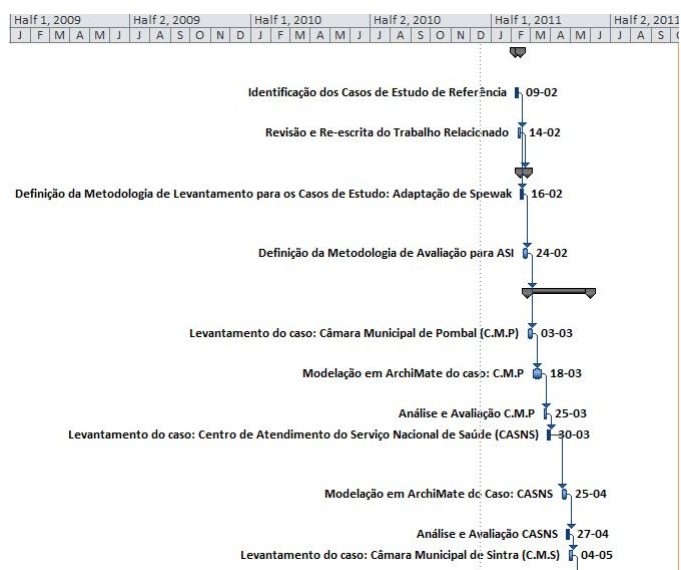 Half 1, 2009 Half 2, 2009 Half 1, 2010 Half 2, 2010 Half 1, 2011 Half 2, 2011
J F M A M J J A S O N D J F M A M J J A S O N D J F M A M J J A S
Identificação dos Casos de Estudo de Referência 09-02
Revisão e Re-escrita do Trabalho Relacionado 14-02
Definição da Metodologia de Levantamento para os Casos de Estudo: Adaptação de Spewak 16-02
Definição da Metodologia de Avaliação para ASI 24-02
Levantamento do caso: Câmara Municipal de Pombal (C.M.P) 03-03
Modelação em ArchiMate do caso: C.M.P 18-03
Análise e Avaliação C.M.P 25-03
Levantamento do caso: Centro de Atendimento do Serviço Nacional de Saúde (CASNS) 30-03
Modelação em ArchiMate do Caso: CASNS 25-04
Análise e Avaliação CASNS 27-04
Levantamento do caso: Câmara Municipal de Sintra (C.M.S) 04-05